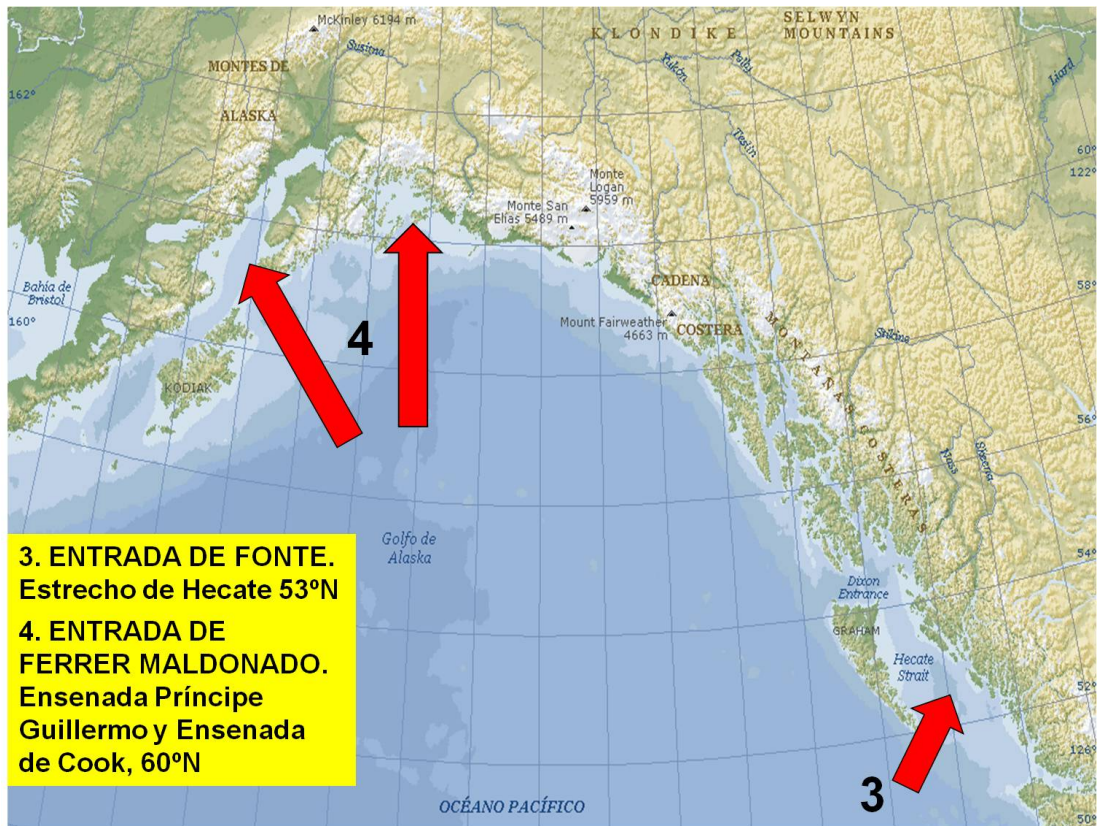 McKinley 6194 m
SELWYN
MOUNTAINS
KLONDIKE
Susitna
MONTES DE
ALASKA
Yukón
Pelly
Liard
162°
Teslin
60°
122°
Monte
Logan
5959 m
Monte San
Elías 5489 m
Bahía de
Bristol
160°
CADENA
COSTERA
58°
Mount Fairweather
4663 m
MONTAÑAS COSTERAS
Stikine
4
KODIAK
56°
Nass
Skeena
Golfo de
Alaska
54°
Dixon
Entrance
GRAHAM
Hecate
Strait
52°
126°
3
50°
OCÉANO PACÍFICO
3. ENTRADA DE FONTE.
Estrecho de Hecate 53ºN
4. ENTRADA DE
FERRER MALDONADO.
Ensenada Príncipe
Guillermo y Ensenada
de Cook, 60ºN